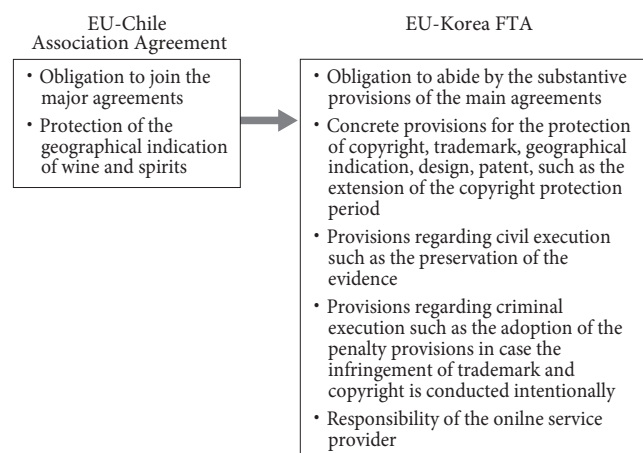 EU-Chile
Association Agreement
・Obligation to join the
major agreements
・Protection of the
geographical indication
of wine and spirits
EU-Korea FTA
・Obligation to abide by the substantive
provisions of the main agreements
・Concrete provisions for the protection
of copyright, trademark, geographical
indication, design, patent, such as the
extension of the copyright protection
period
・Provisions regarding civil execution
such as the preservation of the
evidence
・Provisions regarding criminal
execution such as the adoption of the
penalty provisions in case the
infringement of trademark and
copyright is conducted intentionally
・Responsibility of the onilne service
provider